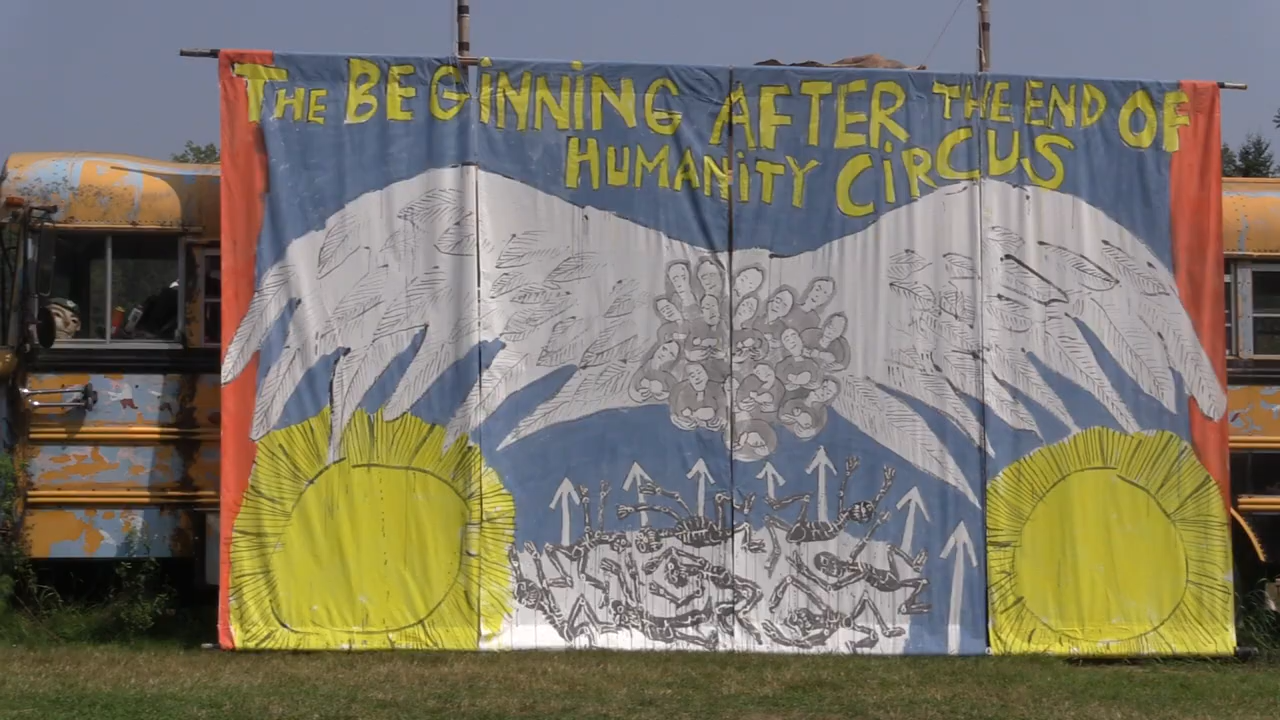 THE BEGINNING AFTER THE END OF
HUMANITY CIRCUS